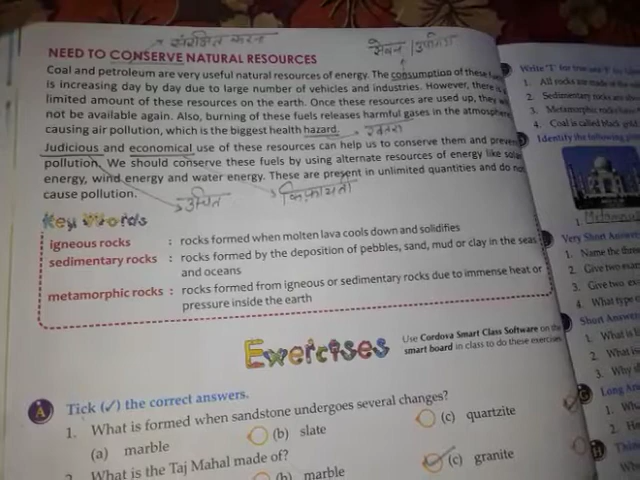 संरक्षित करना
NEED TO CONSERVE NATURAL RESOURCES
Coal and petroleum are very useful natural resources of energy. The consumption of these
is increasing day by day due to large number of vehicles and industries. However, there is
limited amount of these resources on the earth. Once these resources are used up, they
not be available again. Also, burning of these fuels releases harmful gases in the atmosphere
causing air pollution, which is the biggest health hazard.
खतरा
Judicious and economical use of these resources can help us to conserve them and prevent
pollution. We should conserve these fuels by using alternate resources of energy like solar
energy, wind energy and water energy. These are present in unlimited quantities and do not
cause pollution.
उचित किफ़ायती
Key Words
igneous rocks : rocks formed when molten lava cools down and solidifies
sedimentary rocks : rocks formed by the deposition of pebbles, sand, mud or clay in the seas
and oceans
metamorphic rocks : rocks formed from igneous or sedimentary rocks due to immense heat or
pressure inside the earth
Exercises
Use Cordova Smart Class Software on the
smart board in class to do these exercises
A Tick (✓) the correct answers.
1. What is formed when sandstone undergoes several changes?
(a) marble (b) slate (c) quartzite
2. What is the Taj Mahal made of?
(b) marble (c) granite
Write 'T' for true and 'F' for
1. All rocks are made of the
2. Sedimentary rocks are
3. Metamorphic rocks
4. Coal is called black gold
Identify the following
1.
Very Short Answer
1. Name the three
2. Give two exam
3. Give two ex
4. What type
Short Answer
1. What is
2. What is
3. Why
G Long An
1. Wha
2. Ho
H Thin